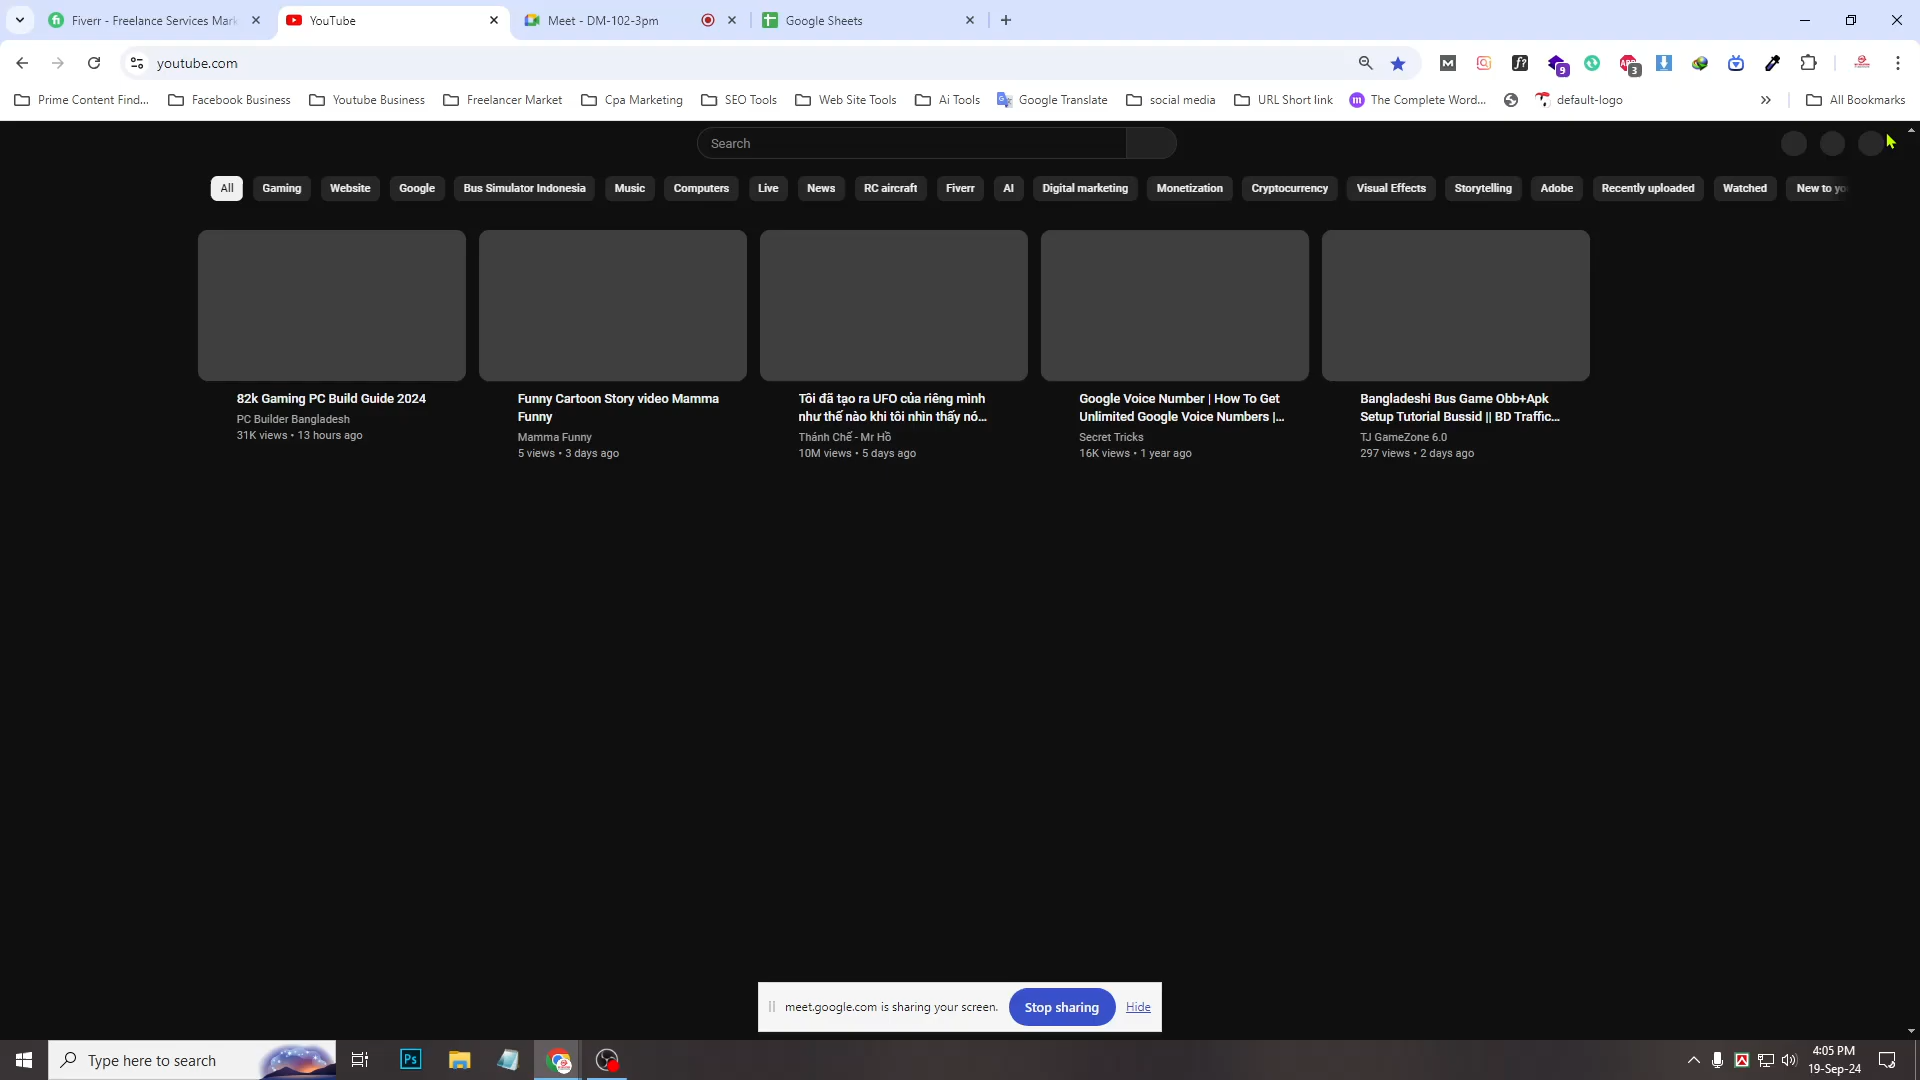 Fiverr - Freelance Services Mark
YouTube
Meet - DM-102-3pm
Google Sheets
youtube.com
9
ABP
3
Prime Content Find...
Facebook Business
Youtube Business
Freelancer Market
Cpa Marketing
SEO Tools
Web Site Tools
Ai Tools
Google Translate
social media
URL Short link
The Complete Word...
default-logo
All Bookmarks
Search
All
Gaming
Website
Google
Bus Simulator Indonesia
Music
Computers
Live
News
RC aircraft
Fiverr
AI
Digital marketing
Monetization
Cryptocurrency
Visual Effects
Storytelling
Adobe
Recently uploaded
Watched
New to yo
82k Gaming PC Build Guide 2024
PC Builder Bangladesh
31K views • 13 hours ago
Funny Cartoon Story video Mamma
Funny
Mamma Funny
5 views • 3 days ago
Tôi đã tạo ra UFO của riêng mình
như thế nào khi tôi nhìn thấy nó...
Thánh Chế - Mr Hồ
10M views • 5 days ago
Google Voice Number | How To Get
Unlimited Google Voice Numbers |...
Secret Tricks
16K views • 1 year ago
Bangladeshi Bus Game Obb+Apk
Setup Tutorial Bussid || BD Traffic...
TJ GameZone 6.0
297 views • 2 days ago
meet.google.com is sharing your screen.
Stop sharing
Hide
Type here to search
Ps
4:05 PM
19-Sep-24